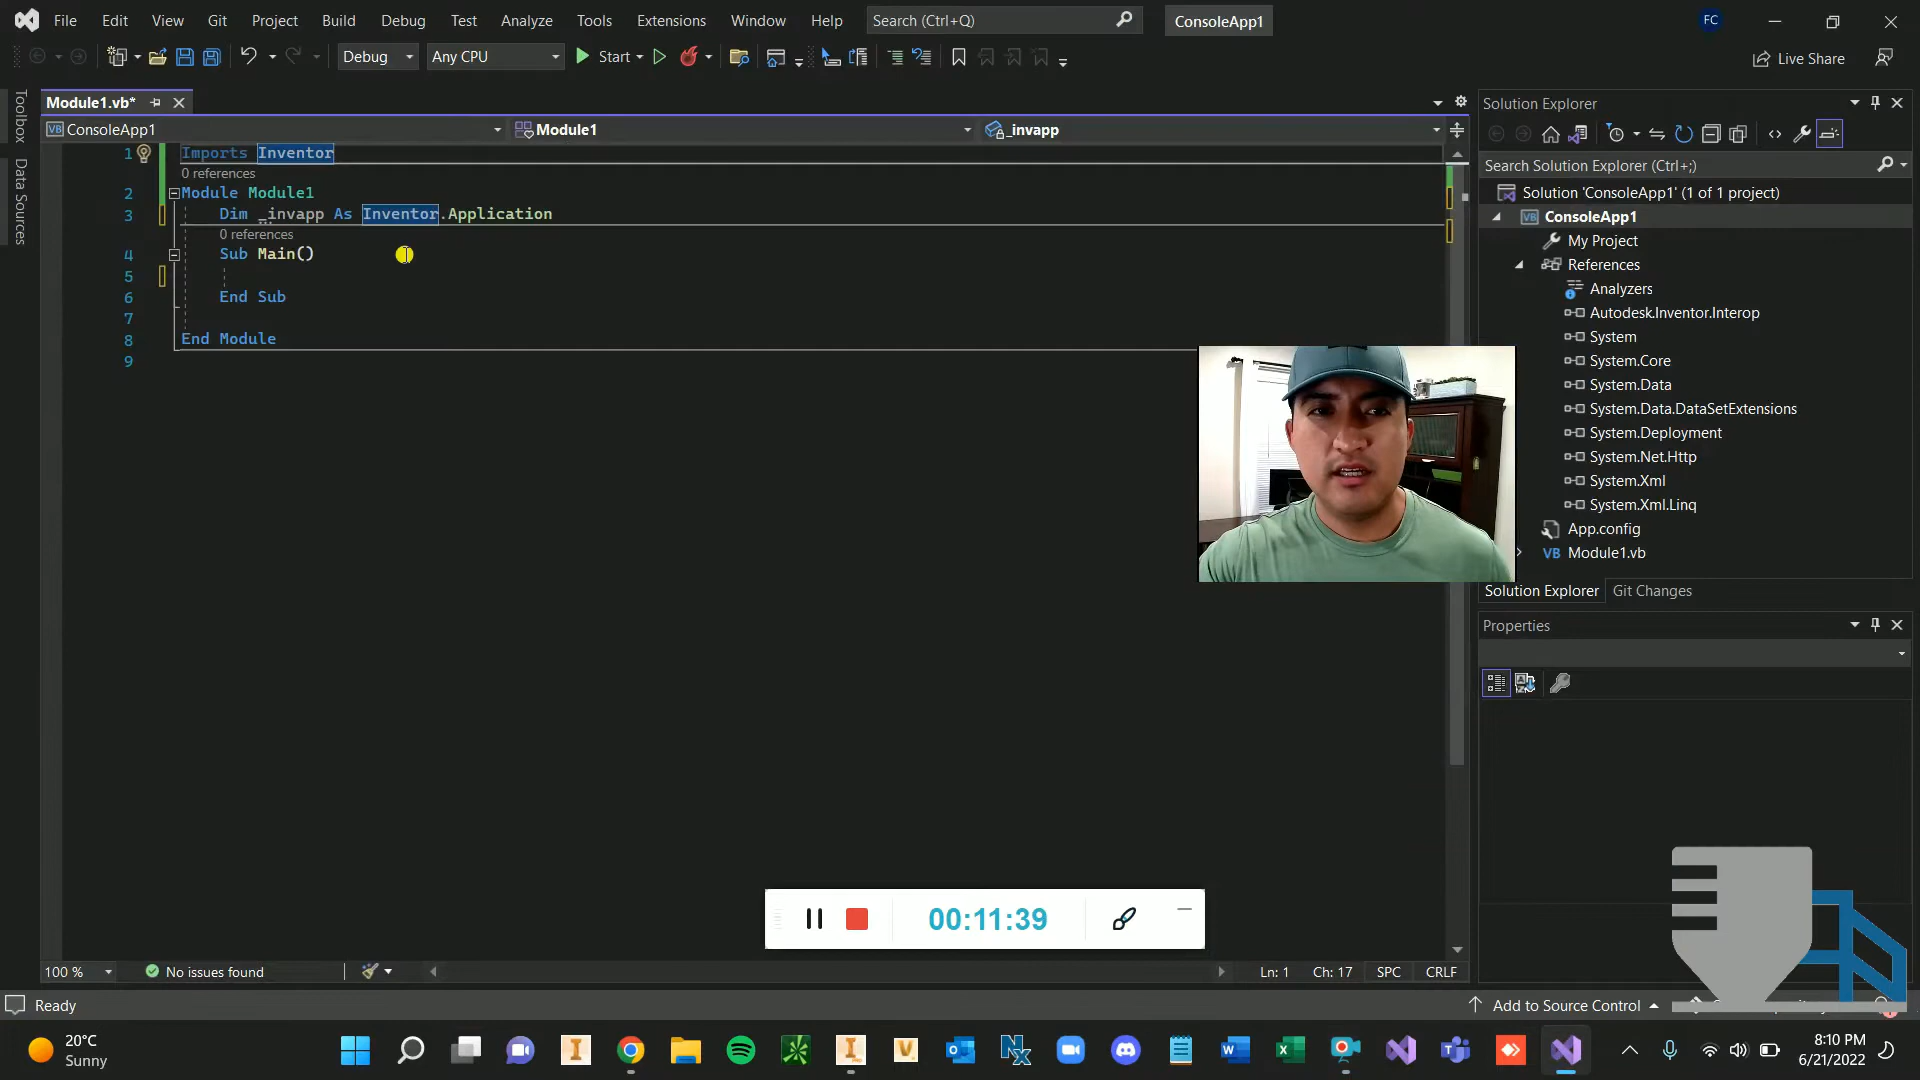 File Edit View Git Project Build Debug Test Analyze Tools Extensions Window Help Search (Ctrl+Q) ConsoleApp1 FC
Debug Any CPU Start Live Share
Toolbox
Data Sources
Module1.vb*
ConsoleApp1 Module1 _invapp
1 Imports Inventor
0 references
2 Module Module1
3 Dim _invapp As Inventor.Application
0 references
4 Sub Main()
5
6 End Sub
7
8 End Module
9
100 % No issues found Ln: 1 Ch: 17 SPC CRLF
Solution Explorer
Search Solution Explorer (Ctrl+;)
Solution 'ConsoleApp1' (1 of 1 project)
VB ConsoleApp1
My Project
References
Analyzers
Autodesk.Inventor.Interop
System
System.Core
System.Data
System.Data.DataSetExtensions
System.Deployment
System.Net.Http
System.Xml
System.Xml.Linq
App.config
VB Module1.vb
Solution Explorer Git Changes
Properties
00:11:39
Ready Add to Source Control
20°C
Sunny
8:10 PM
6/21/2022